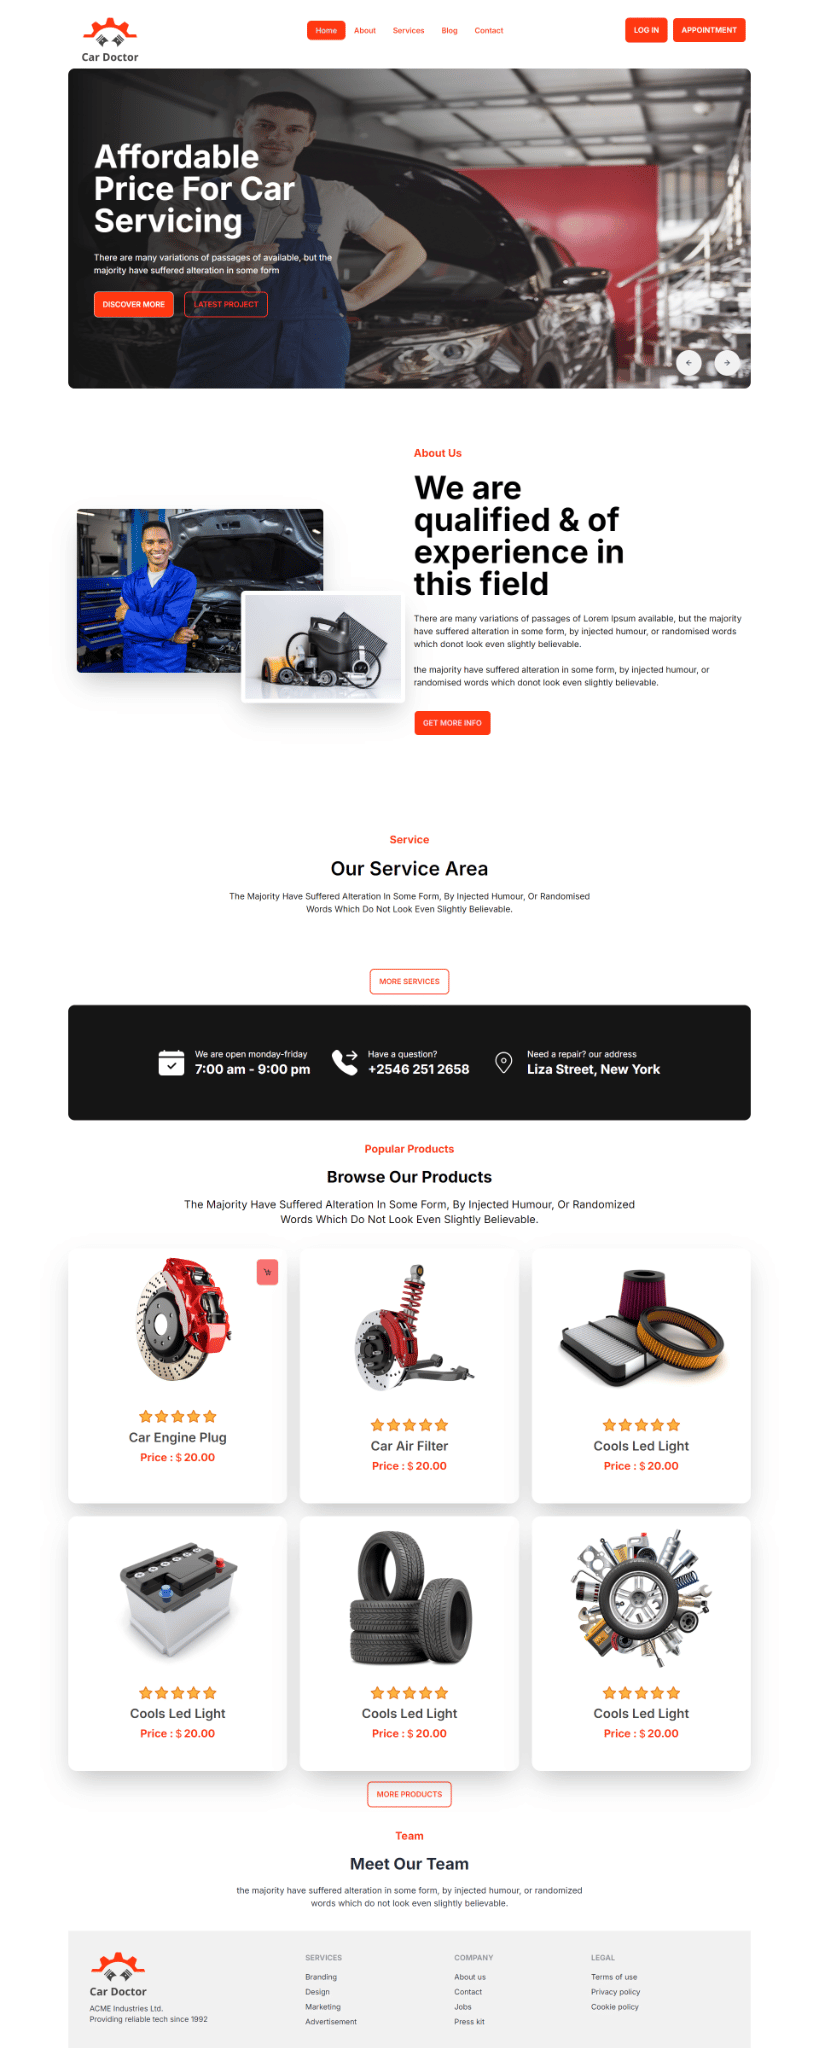 Car Doctor
Home
About
Services
Blog
Contact
LOG IN
APPOINTMENT
Affordable
Price For Car
Servicing
There are many variations of passages of available, but the
majority have suffered alteration in some form
DISCOVER MORE
LATEST PROJECT
About Us
We are
qualified & of
experience in
this field
There are many variations of passages of Lorem Ipsum available, but the majority
have suffered alteration in some form, by injected humour, or randomised words
which donot look even slightly believable.
the majority have suffered alteration in some form, by injected humour, or
randomised words which donot look even slightly believable.
GET MORE INFO
Service
Our Service Area
The Majority Have Suffered Alteration In Some Form, By Injected Humour, Or Randomised
Words Which Do Not Look Even Slightly Believable.
MORE SERVICES
We are open monday-friday
7:00 am - 9:00 pm
Have a question?
+2546 251 2658
Need a repair? our address
Liza Street, New York
Popular Products
Browse Our Products
The Majority Have Suffered Alteration In Some Form, By Injected Humour, Or Randomized
Words Which Do Not Look Even Slightly Believable.
Car Engine Plug
Price : $ 20.00
Car Air Filter
Price : $ 20.00
Cools Led Light
Price : $ 20.00
Cools Led Light
Price : $ 20.00
Cools Led Light
Price : $ 20.00
Cools Led Light
Price : $ 20.00
MORE PRODUCTS
Team
Meet Our Team
the majority have suffered alteration in some form, by injected humour, or randomized
words which do not look even slightly believable.
Car Doctor
ACME Industries Ltd.
Providing reliable tech since 1992
SERVICES
Branding
Design
Marketing
Advertisement
COMPANY
About us
Contact
Jobs
Press kit
LEGAL
Terms of use
Privacy policy
Cookie policy